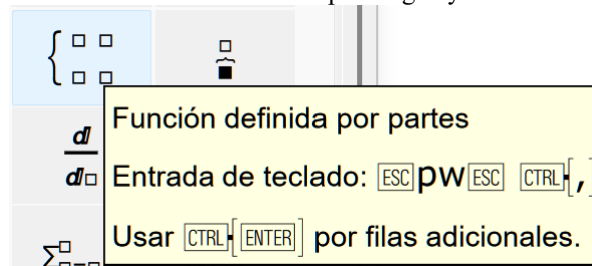 d
d
Función definida por partes
Entrada de teclado: ESC pw ESC CTRL ,
Usar CTRL ENTER por filas adicionales.
Σ